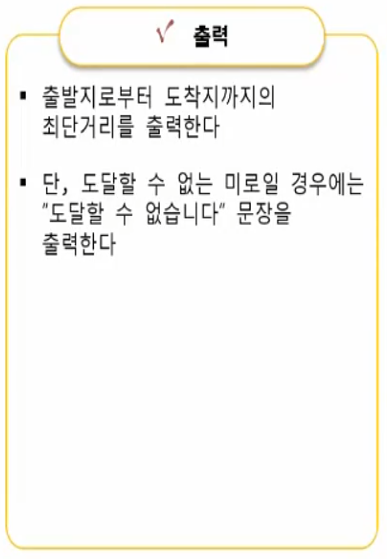 ✓ 출력
▪ 출발지로부터 도착지까지의
최단거리를 출력한다
▪ 단, 도달할 수 없는 미로일 경우에는
"도달할 수 없습니다" 문장을
출력한다